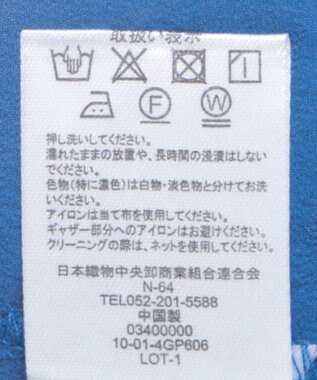 取扱い表示
F
W
押し洗いしてください。
濡れたままの放置や、長時間の浸漬はしない
でください。
色物(特に濃色)は白物・淡色物と分けてお洗
いください。
アイロンは当て布を使用してください。
ギャザー部分へのアイロンはお避けください。
クリーニングの際は、ネットを使用してください。
日本織物中央卸商業組合連合会
N-64
TEL052-201-5588
中国製
03400000
10-01-4GP606
LOT-1